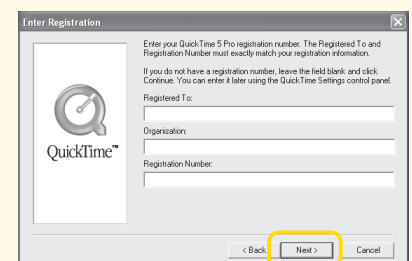 Enter Registration
Enter your QuickTime 5 Pro registration number. The Registered To and
Registration Number must exactly match your registration information.
If you do not have a registration number, leave the field blank and click
Continue. You can enter it later using the QuickTime Settings control panel.
Registered To:
Organization:
Registration Number:
QuickTime™
< Back
Next >
Cancel